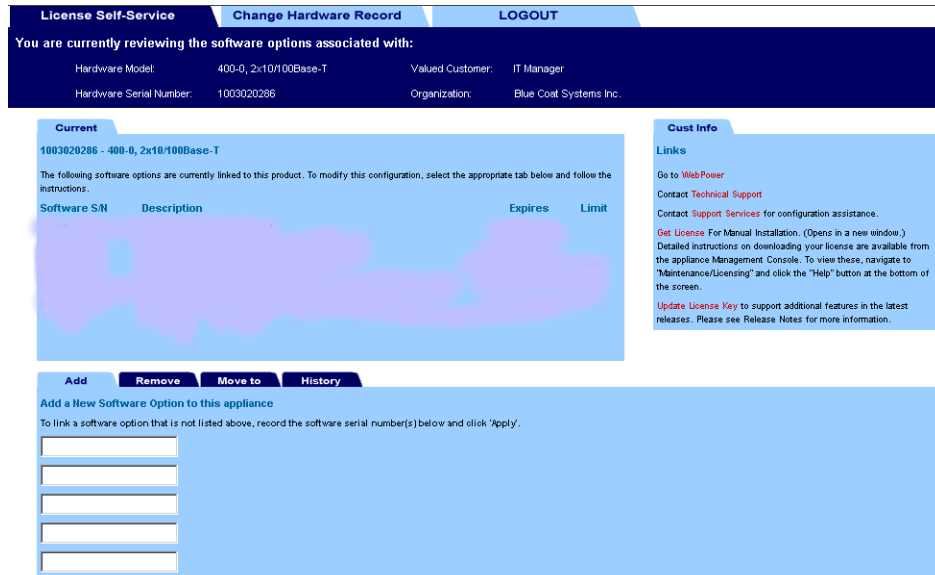 License Self-Service
Change Hardware Record
LOGOUT
You are currently reviewing the software options associated with:
Hardware Model: 400-0, 2x10/100Base-T Valued Customer: IT Manager
Hardware Serial Number: 1003020286 Organization: Blue Coat Systems Inc.
Current
1003020286 - 400-0, 2x10/100Base-T
The following software options are currently linked to this product. To modify this configuration, select the appropriate tab below and follow the
instructions.
Software S/N Description Expires Limit
Cust Info
Links
Go to WebPower
Contact Technical Support
Contact Support Services for configuration assistance.
Get License For Manual Installation. (Opens in a new window.)
Detailed instructions on downloading your license are available from
the appliance Management Console. To view these, navigate to
"Maintenance/Licensing" and click the "Help" button at the bottom of
the screen.
Update License Key to support additional features in the latest
releases. Please see Release Notes for more information.
Add
Remove
Move to
History
Add a New Software Option to this appliance
To link a software option that is not listed above, record the software serial number(s) below and click 'Apply'.